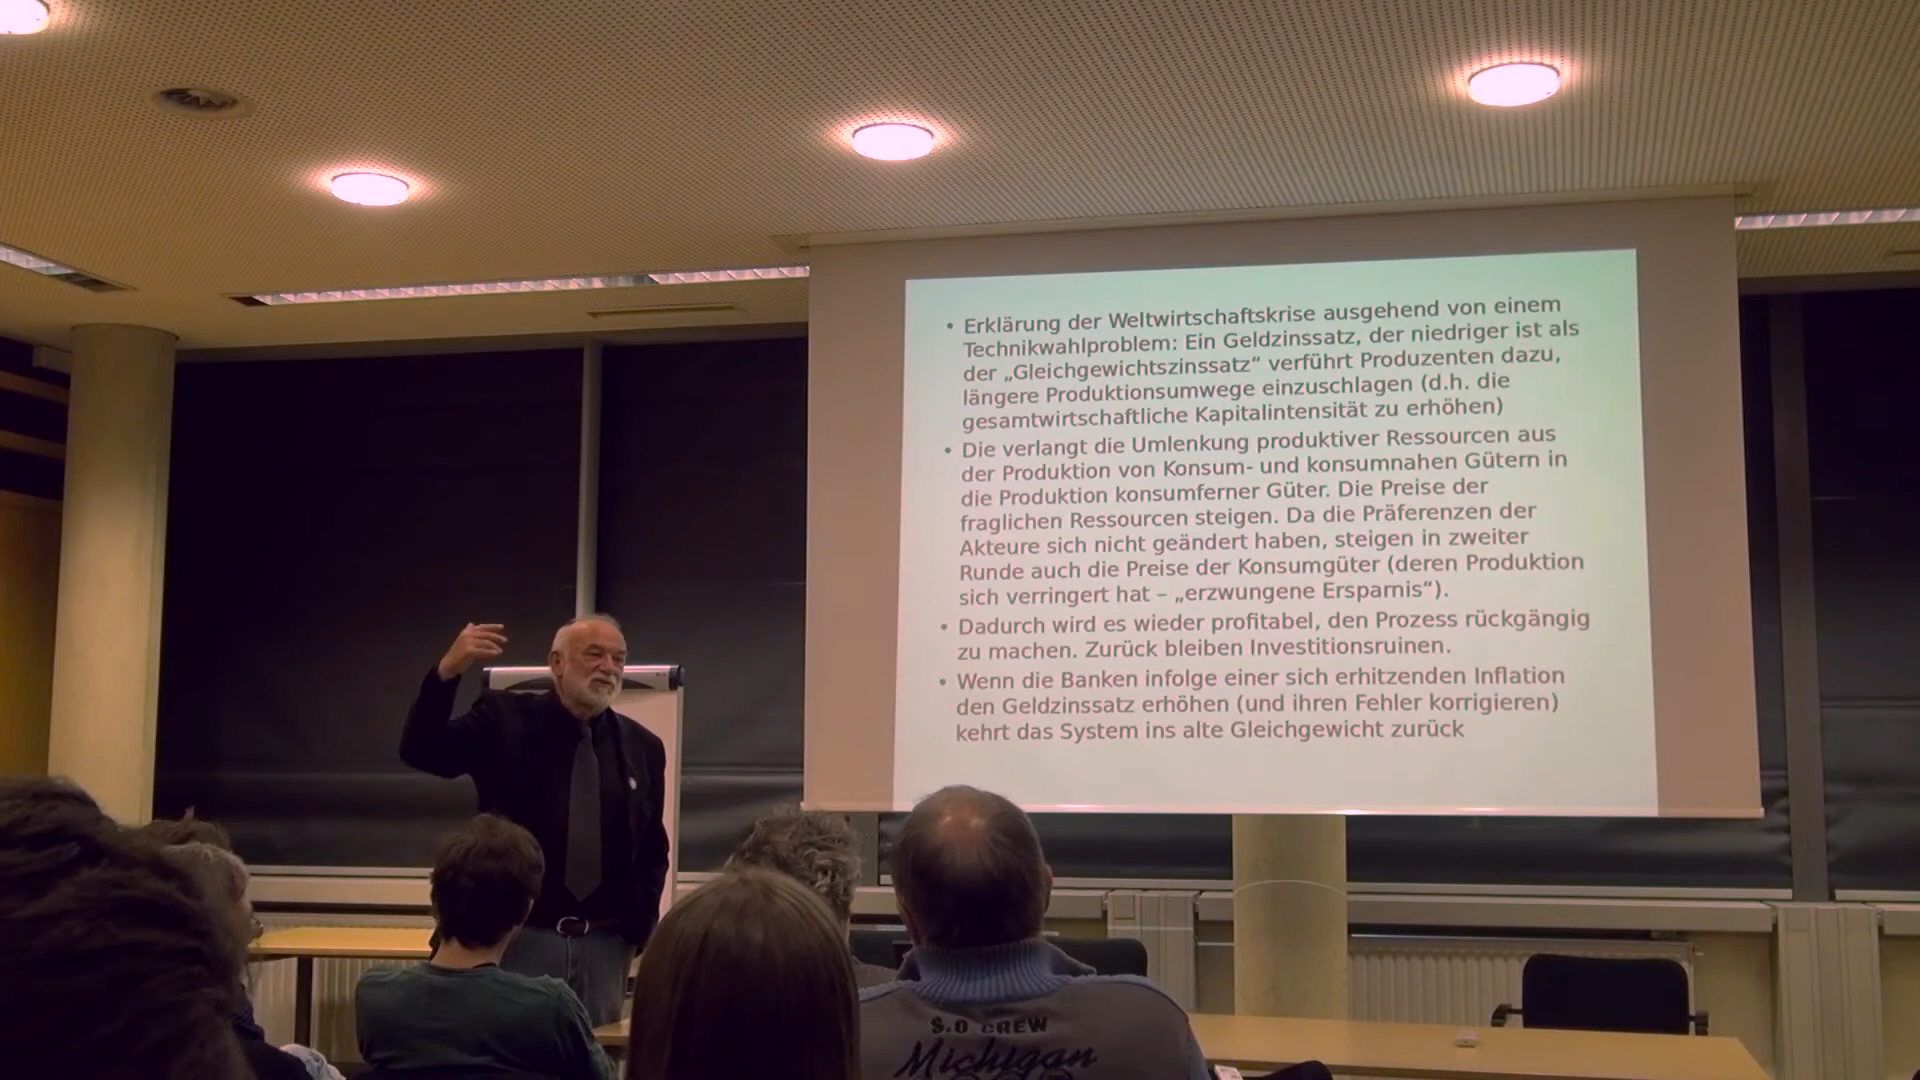 • Erklärung der Weltwirtschaftskrise ausgehend von einem
Technikwahlproblem: Ein Geldzinssatz, der niedriger ist als
der „Gleichgewichtszinssatz“ verführt Produzenten dazu,
längere Produktionsumwege einzuschlagen (d.h. die
gesamtwirtschaftliche Kapitalintensität zu erhöhen)
• Die verlangt die Umlenkung produktiver Ressourcen aus
der Produktion von Konsum- und konsumnahen Gütern in
die Produktion konsumferner Güter. Die Preise der
fraglichen Ressourcen steigen. Da die Präferenzen der
Akteure sich nicht geändert haben, steigen in zweiter
Runde auch die Preise der Konsumgüter (deren Produktion
sich verringert hat – „erzwungene Ersparnis“).
• Dadurch wird es wieder profitabel, den Prozess rückgängig
zu machen. Zurück bleiben Investitionsruinen.
• Wenn die Banken infolge einer sich erhitzenden Inflation
den Geldzinssatz erhöhen (und ihren Fehler korrigieren)
kehrt das System ins alte Gleichgewicht zurück
S.O CREW
Michigan